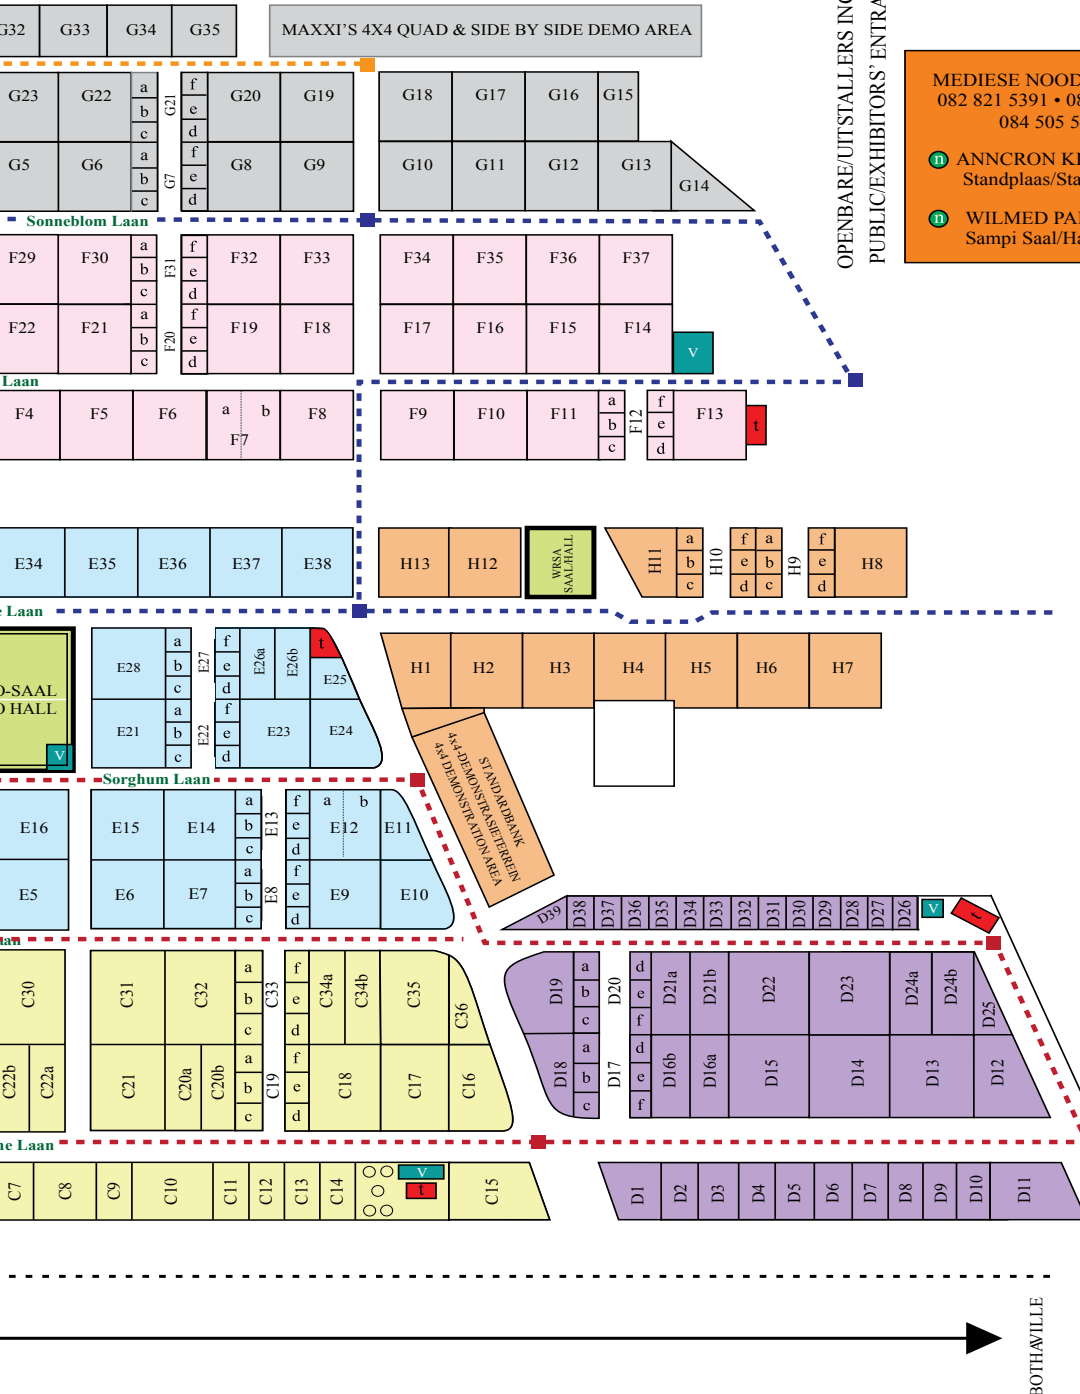 G32 G33 G34 G35
MAXXI'S 4X4 QUAD & SIDE BY SIDE DEMO AREA
OPENBARE/UITSTALLERS
PUBLIC/EXHIBITORS'
MEDIESE
082 821 5391 •
084 505
n ANNCRON
Standplaas/
n WILMED
Sampi Saal/
G23 G22 a b c G21 f e d G20 G19 G18 G17 G16 G15
G5 G6 a b c G7 f e d G8 G9 G10 G11 G12 G13 G14
Sonneblom Laan
F29 F30 a b c F31 f e d F32 F33 F34 F35 F36 F37
F22 F21 a b c F20 f e d F19 F18 F17 F16 F15 F14 V
Laan
F4 F5 F6 a b F7 F8 F9 F10 F11 a b c F12 f e d F13 t
E34 E35 E36 E37 E38 H13 H12
WRSA
SAAL/HALL
H11 a b c H10 f e d a b c H9 f e d H8
Laan
-SAAL
HALL
V
E28 a b c E27 f e d E26a E26b t E25
H1 H2 H3 H4 H5 H6 H7
E21 a b c E22 f e d E23 E24
STANDARDBANK
4x4-DEMONSTRASIETERREIN
4x4 DEMONSTRATION AREA
Sorghum Laan
E16 E15 E14 a b c E13 f e d a b E12 E11
E5 E6 E7 a b c E8 f e d E9 E10
D39 D38 D37 D36 D35 D34 D33 D32 D31 D30 D29 D28 D27 D26 V t
C30 C31 C32 a b c C33 f e d C34a C34b C35 C36
D19 a b c D20 d e f D21a D21b D22 D23 D24a D24b D25
C22b C22a C21 C20a C20b a b c C19 f e d C18 C17 C16
D18 a b c D17 d e f D16b D16a D15 D14 D13 D12
Laan
C7 C8 C9 C10 C11 C12 C13 C14 V t C15
D1 D2 D3 D4 D5 D6 D7 D8 D9 D10 D11
BOTHAVILLE